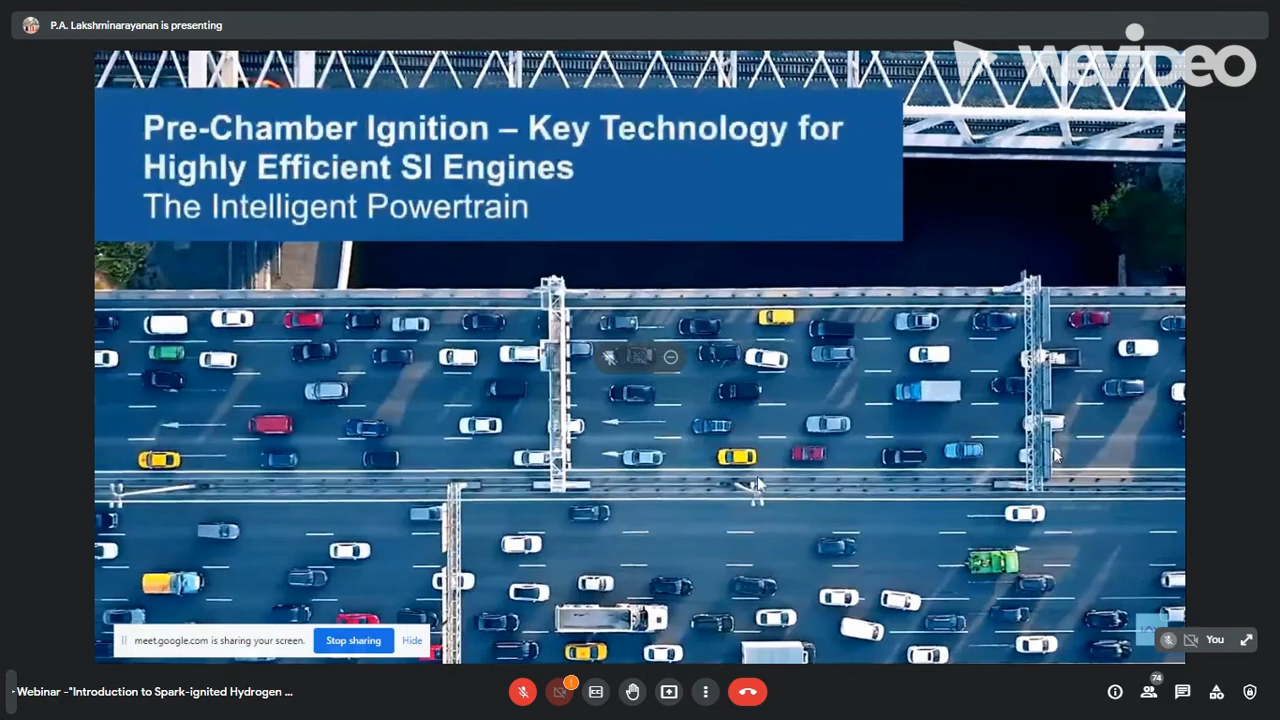 P.A. Lakshminarayanan is presenting
WEVIDEO
Pre-Chamber Ignition – Key Technology for
Highly Efficient SI Engines
The Intelligent Powertrain
meet.google.com is sharing your screen.
Stop sharing
Hide
You
Webinar -"Introduction to Spark-ignited Hydrogen ...
!
74